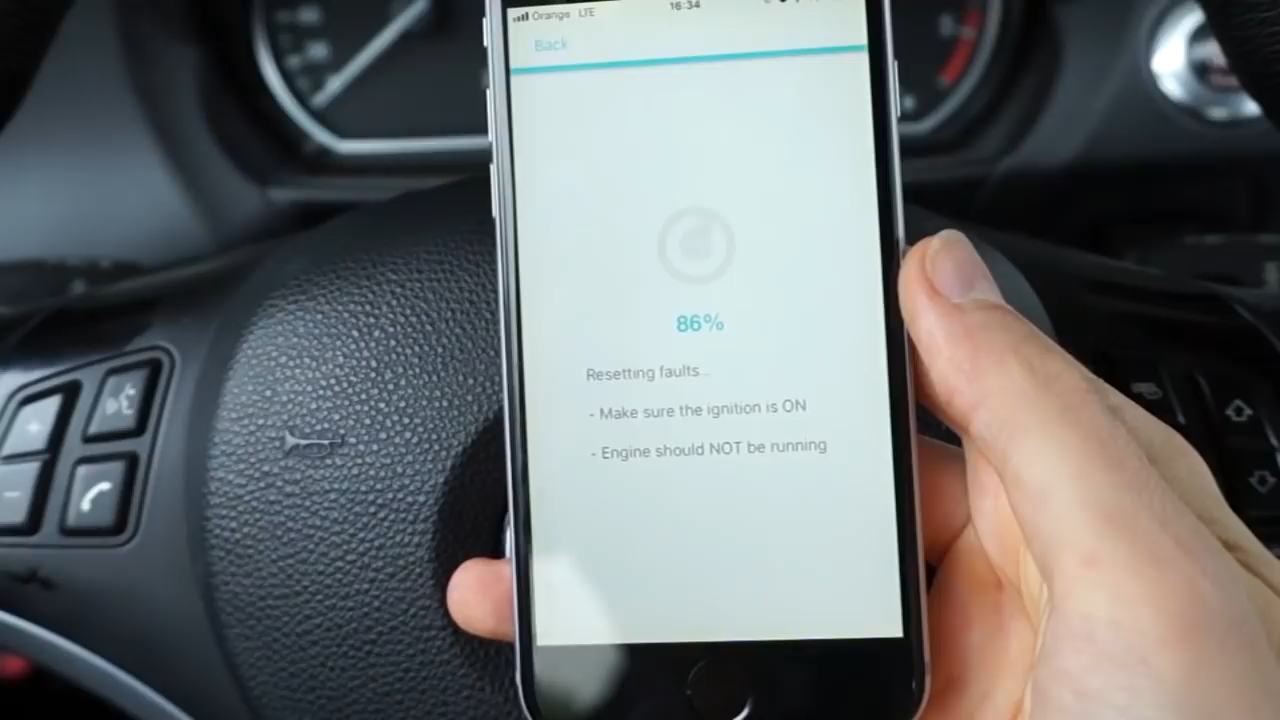 Orange LTE
16:34
Back
86%
Resetting faults...
- Make sure the ignition is ON
- Engine should NOT be running